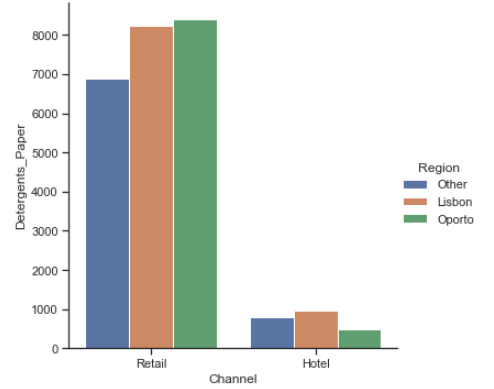 8000
7000
6000
5000
4000
3000
2000
1000
0
Detergents_Paper
Retail
Hotel
Channel
Region
Other
Lisbon
Oporto